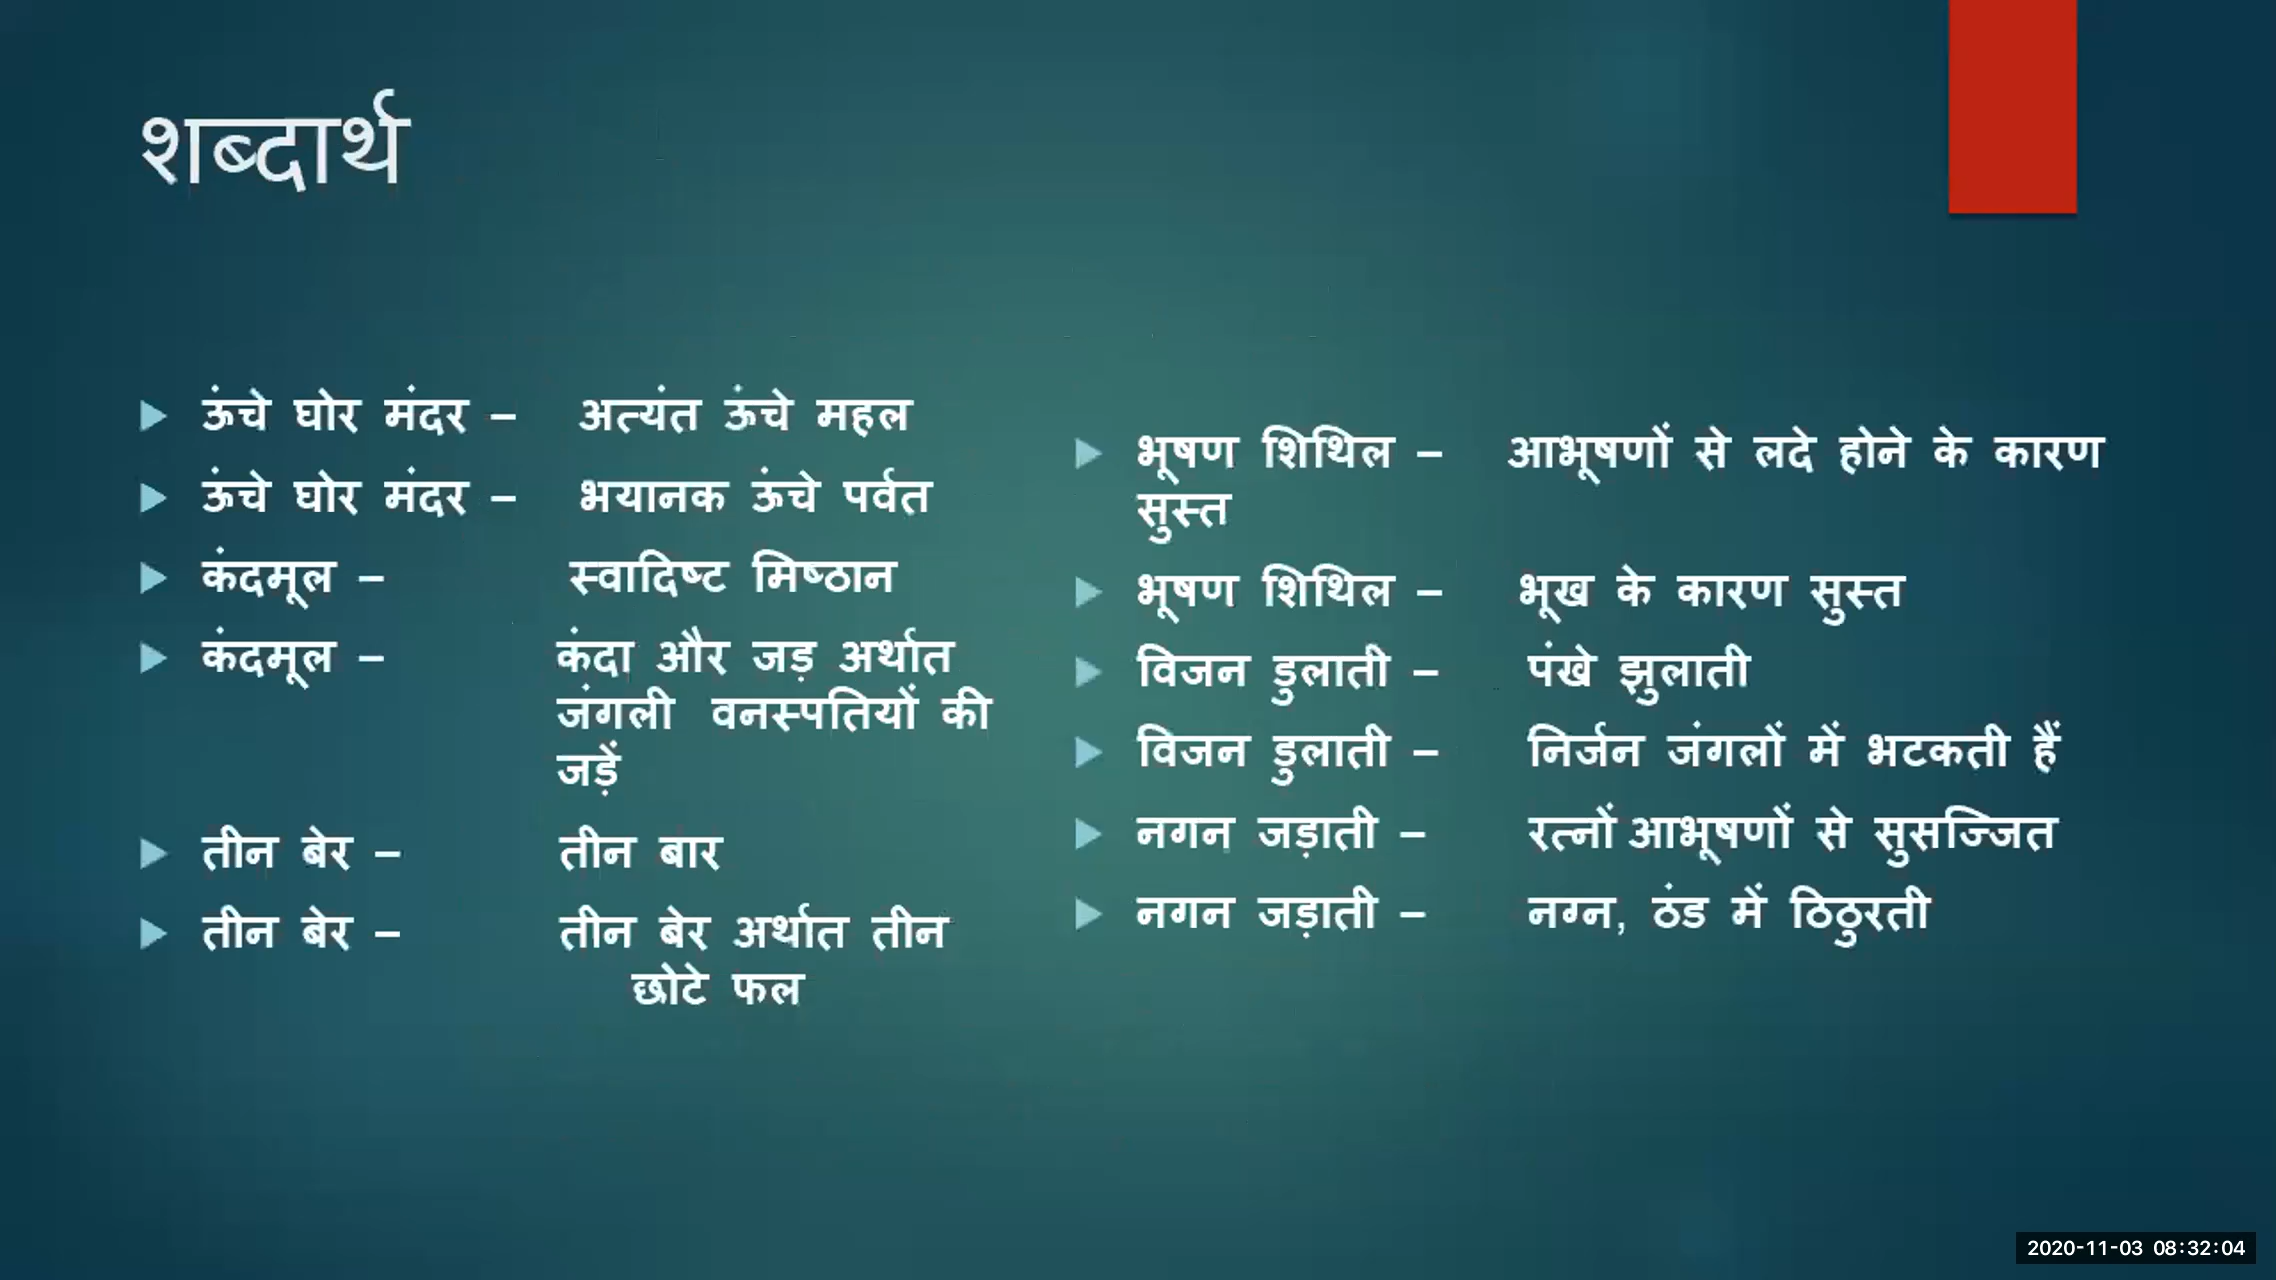 शब्दार्थ
ऊंचे घोर मंदर – अत्यंत ऊंचे महल
ऊंचे घोर मंदर – भयानक ऊंचे पर्वत
कंदमूल – स्वादिष्ट मिष्ठान
कंदमूल – कंदा और जड़ अर्थात
जंगली वनस्पतियों की
जड़ें
तीन बेर – तीन बार
तीन बेर – तीन बेर अर्थात तीन
छोटे फल
भूषण शिथिल – आभूषणों से लदे होने के कारण
सुस्त
भूषण शिथिल – भूख के कारण सुस्त
विजन डुलाती – पंखे झुलाती
विजन डुलाती – निर्जन जंगलों में भटकती हैं
नगन जड़ाती – रत्नों आभूषणों से सुसज्जित
नगन जड़ाती – नग्न, ठंड में ठिठुरती
2020-11-03 08:32:04